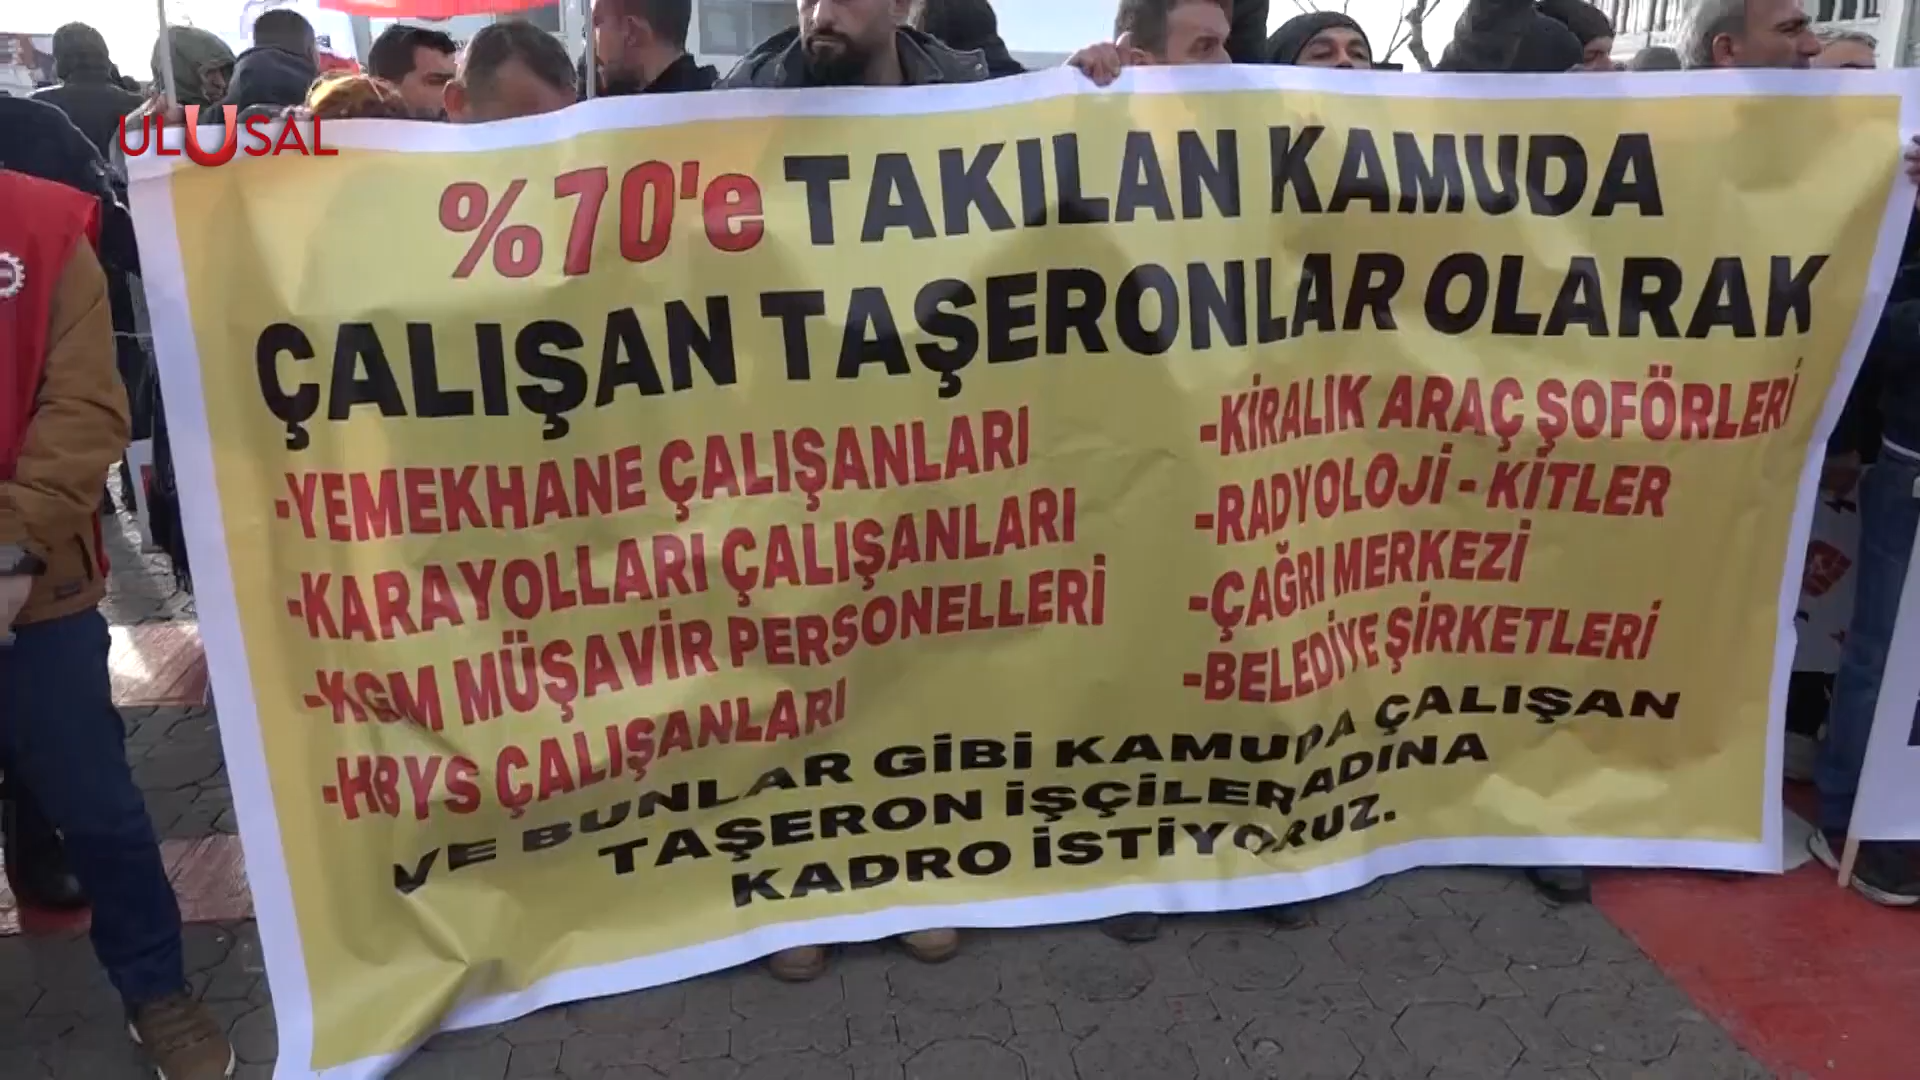 ULUSAL
%70'e TAKILAN KAMUDA
ÇALIŞAN TAŞERONLAR OLARAK
-YEMEKHANE ÇALIŞANLARI
-KARAYOLLARI ÇALIŞANLARI
-KGM MÜŞAVİR PERSONELLERİ
-HBYS ÇALIŞANLARI
-KİRALIK ARAÇ ŞOFÖRLERİ
-RADYOLOJİ - KİTLER
-ÇAĞRI MERKEZİ
-BELEDİYE ŞİRKETLERİ
VE BUNLAR GİBİ KAMUDA ÇALIŞAN
TAŞERON İŞÇİLER ADINA
KADRO İSTİYORUZ.